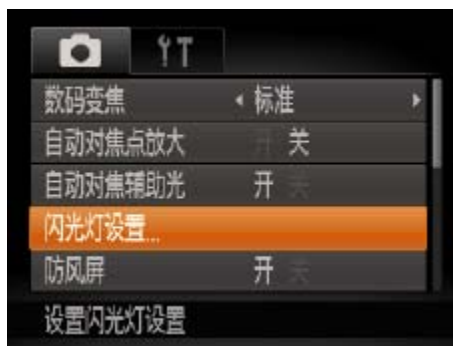 数码变焦 标准
自动对焦点放大 开 关
自动对焦辅助光 开 关
闪光灯设置...
防风屏 开 关
设置闪光灯设置